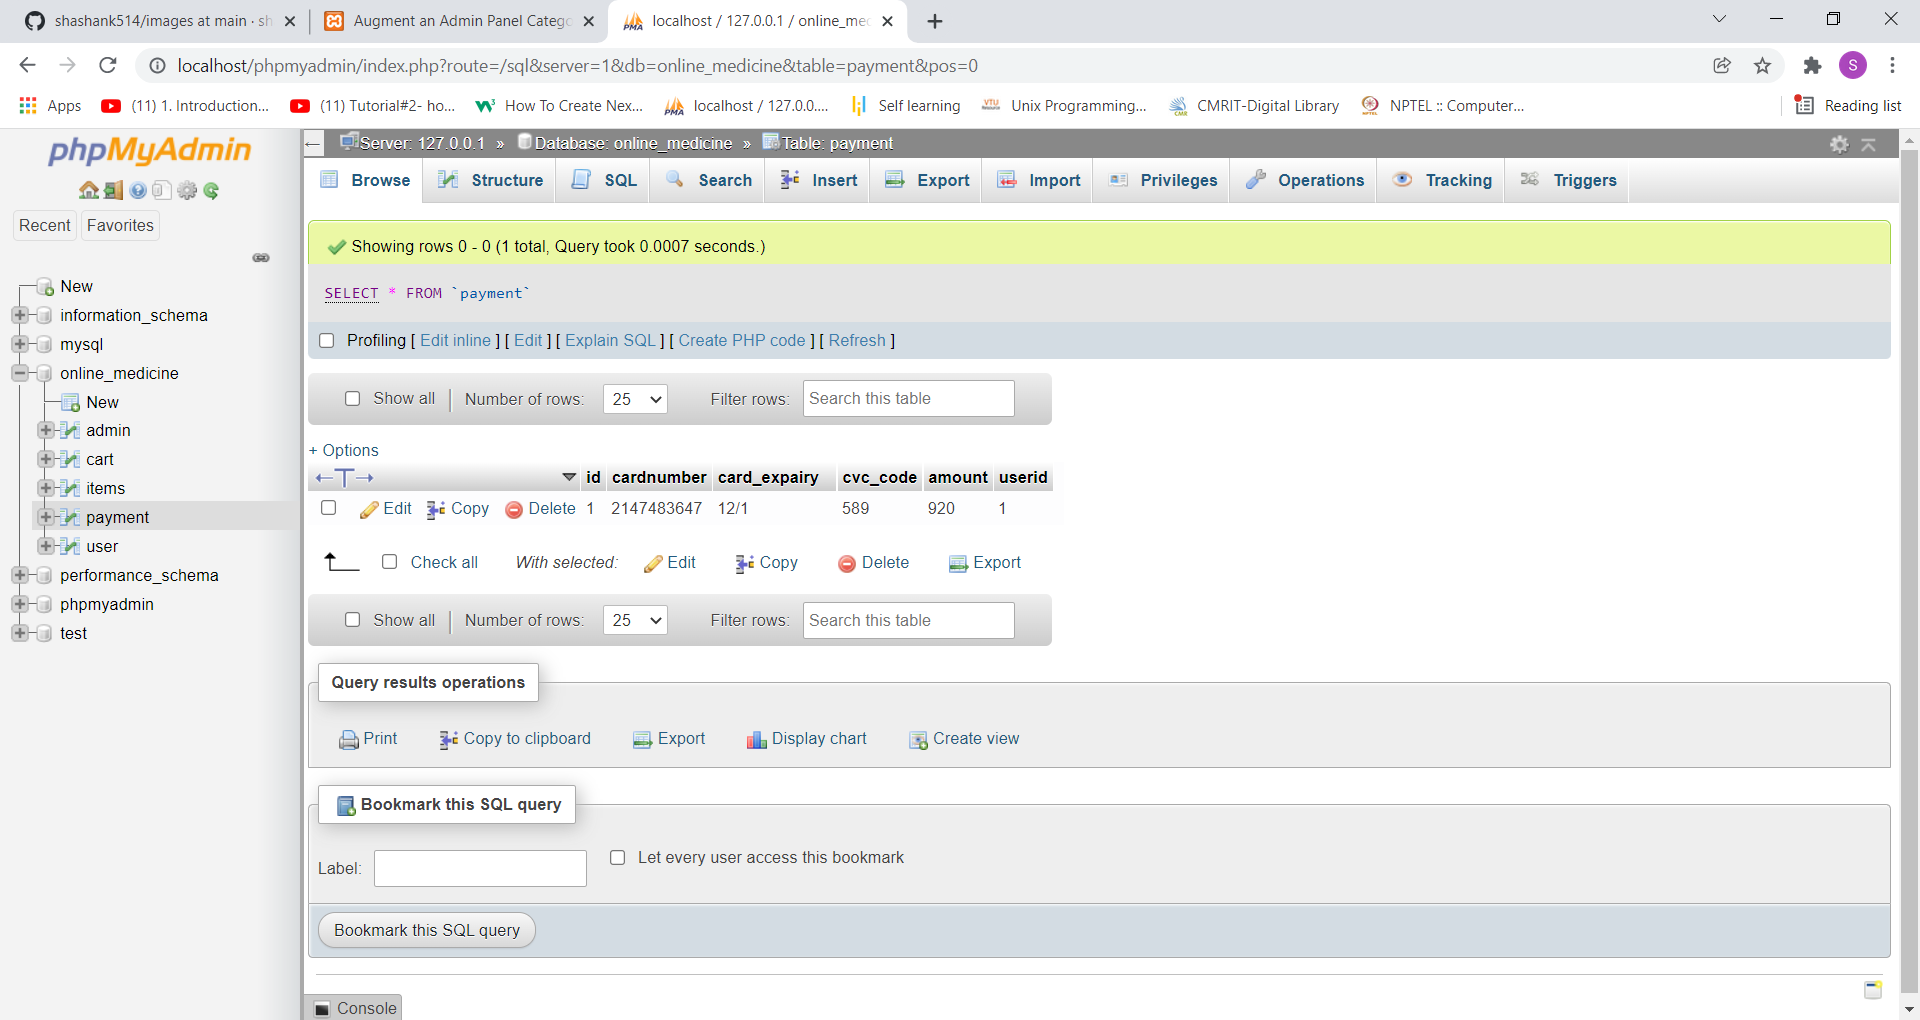 shashank514/images at main · sh
Augment an Admin Panel Catego
localhost / 127.0.0.1 / online_med
localhost/phpmyadmin/index.php?route=/sql&server=1&db=online_medicine&table=payment&pos=0
S
Apps
(11) 1. Introduction...
(11) Tutorial#2- ho...
How To Create Nex...
localhost / 127.0.0....
Self learning
Unix Programming...
CMRIT-Digital Library
NPTEL :: Computer...
Reading list
phpMyAdmin
Recent
Favorites
New
information_schema
mysql
online_medicine
New
admin
cart
items
payment
user
performance_schema
phpmyadmin
test
Server: 127.0.0.1 » Database: online_medicine » Table: payment
Browse
Structure
SQL
Search
Insert
Export
Import
Privileges
Operations
Tracking
Triggers
Showing rows 0 - 0 (1 total, Query took 0.0007 seconds.)
SELECT * FROM `payment`
Profiling [ Edit inline ] [ Edit ] [ Explain SQL ] [ Create PHP code ] [ Refresh ]
Show all
Number of rows: 25
Filter rows: Search this table
+ Options
id cardnumber card_expairy cvc_code amount userid
Edit Copy Delete 1 2147483647 12/1 589 920 1
Check all With selected: Edit Copy Delete Export
Show all
Number of rows: 25
Filter rows: Search this table
Query results operations
Print Copy to clipboard Export Display chart Create view
Bookmark this SQL query
Label:
Let every user access this bookmark
Bookmark this SQL query
Console